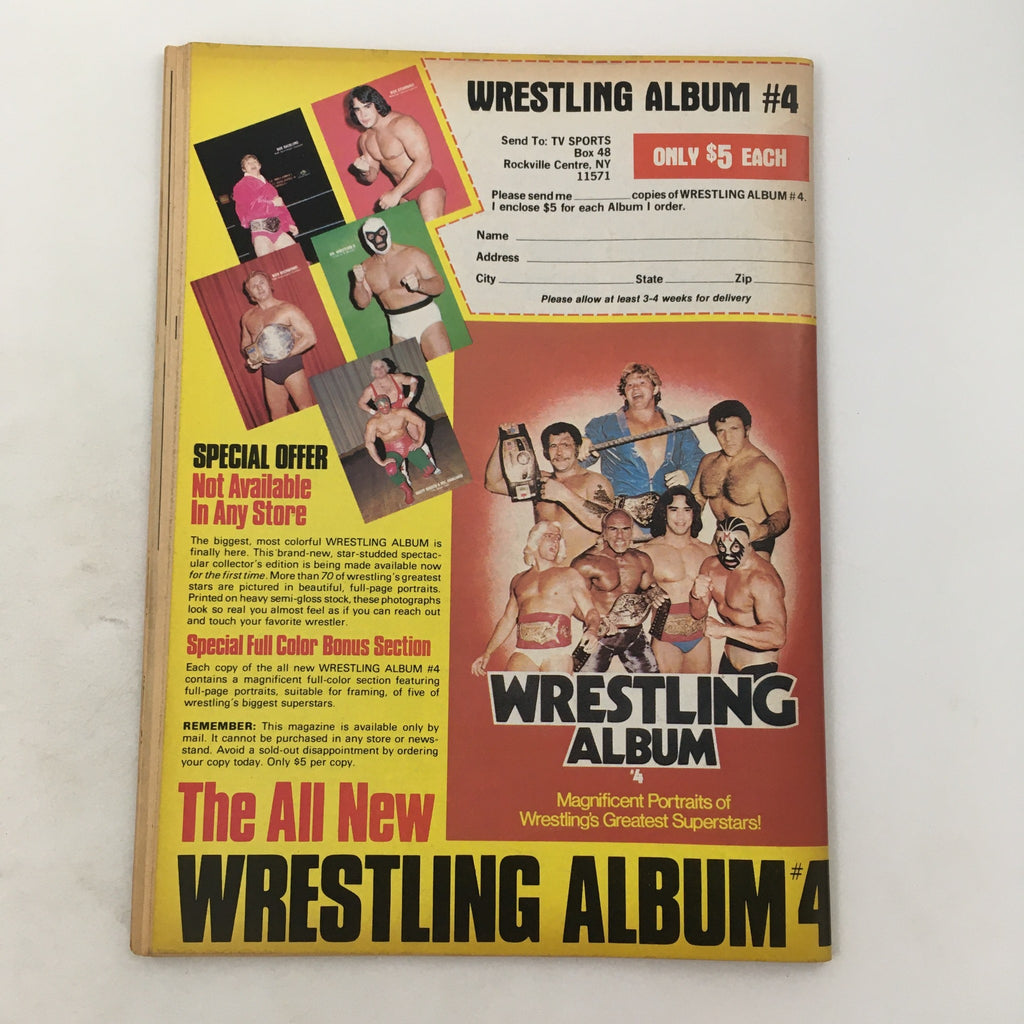 WRESTLING ALBUM #4
Send To: TV SPORTS
Box 48
Rockville Centre, NY
11571
ONLY $5 EACH
Please send me ______ copies of WRESTLING ALBUM #4.
I enclose $5 for each Album I order.
Name
Address
City State Zip
Please allow at least 3-4 weeks for delivery
SPECIAL OFFER
Not Available
In Any Store
The biggest, most colorful WRESTLING ALBUM is
finally here. This brand-new, star-studded spectac-
ular collector's edition is being made available now
for the first time. More than 70 of wrestling's greatest
stars are pictured in beautiful, full-page portraits.
Printed on heavy semi-gloss stock, these photographs
look so real you almost feel as if you can reach out
and touch your favorite wrestler.
Special Full Color Bonus Section
Each copy of the all new WRESTLING ALBUM #4
contains a magnificent full-color section featuring
full-page portraits, suitable for framing, of five of
wrestling's biggest superstars.
REMEMBER: This magazine is available only by
mail. It cannot be purchased in any store or news-
stand. Avoid a sold-out disappointment by ordering
your copy today. Only $5 per copy.
WRESTLING
ALBUM
#4
Magnificent Portraits of
Wrestling's Greatest Superstars!
The All New
WRESTLING ALBUM #4